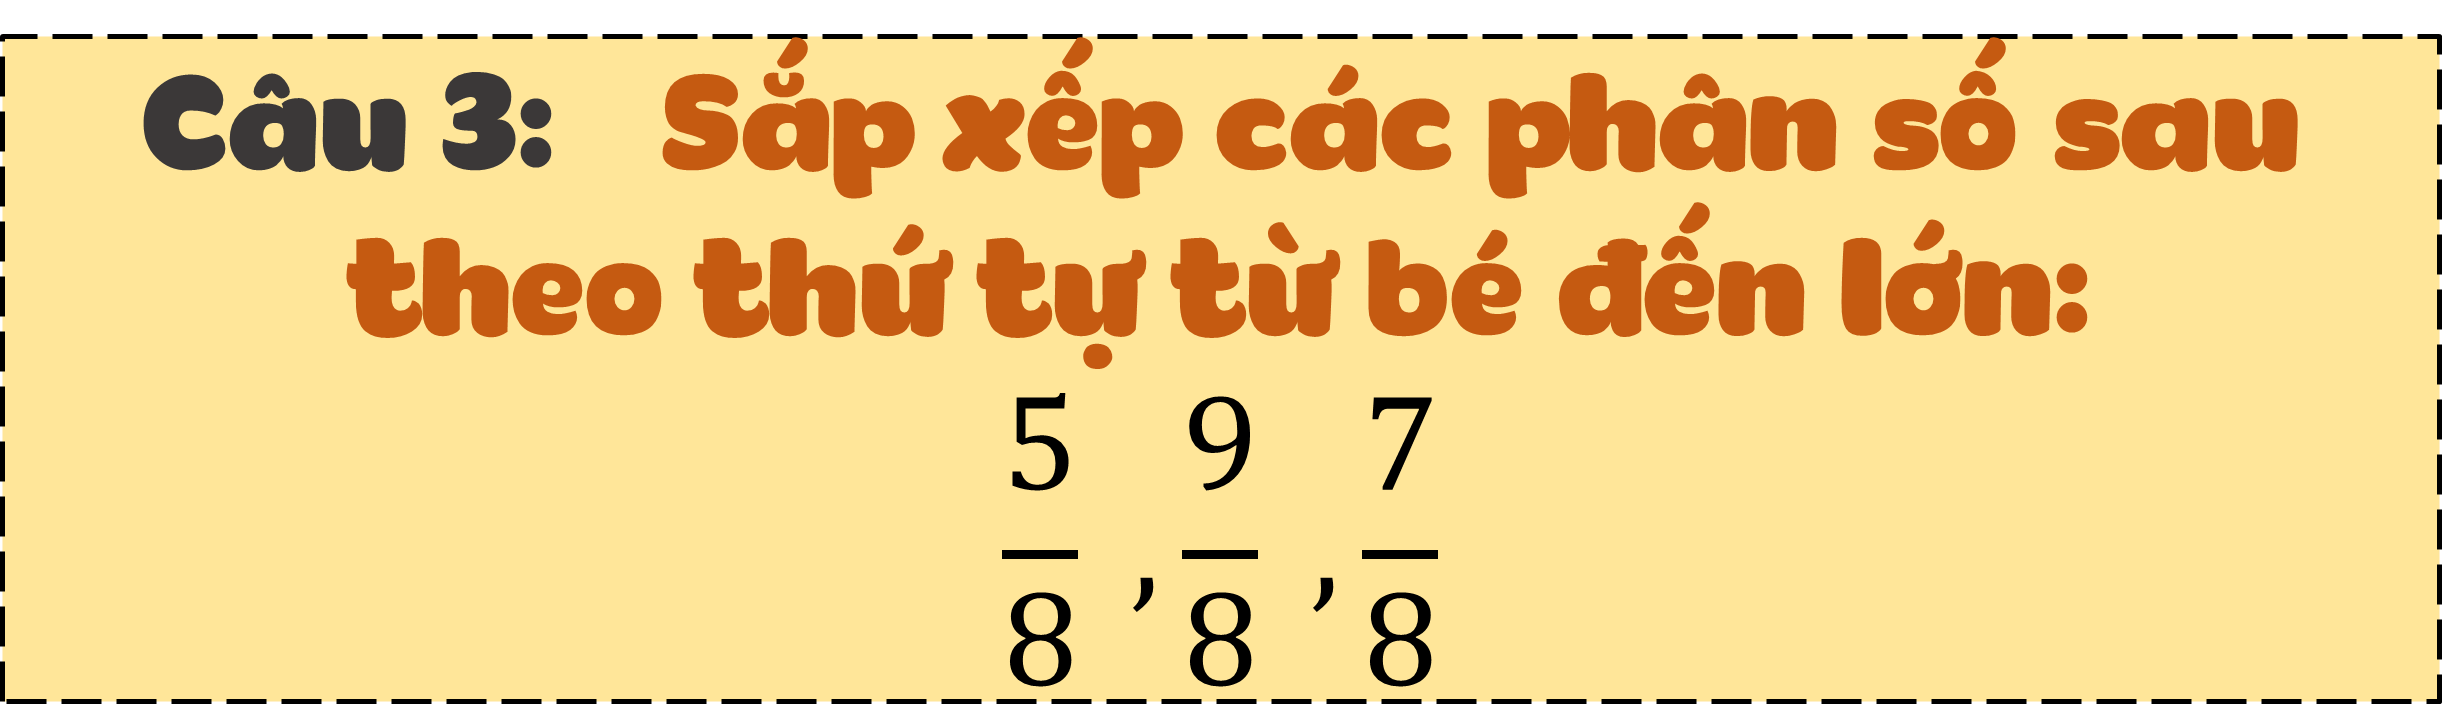 Câu 3: Sắp xếp các phân số sau
theo thứ tự từ bé đến lớn:
5/8, 9/8, 7/8